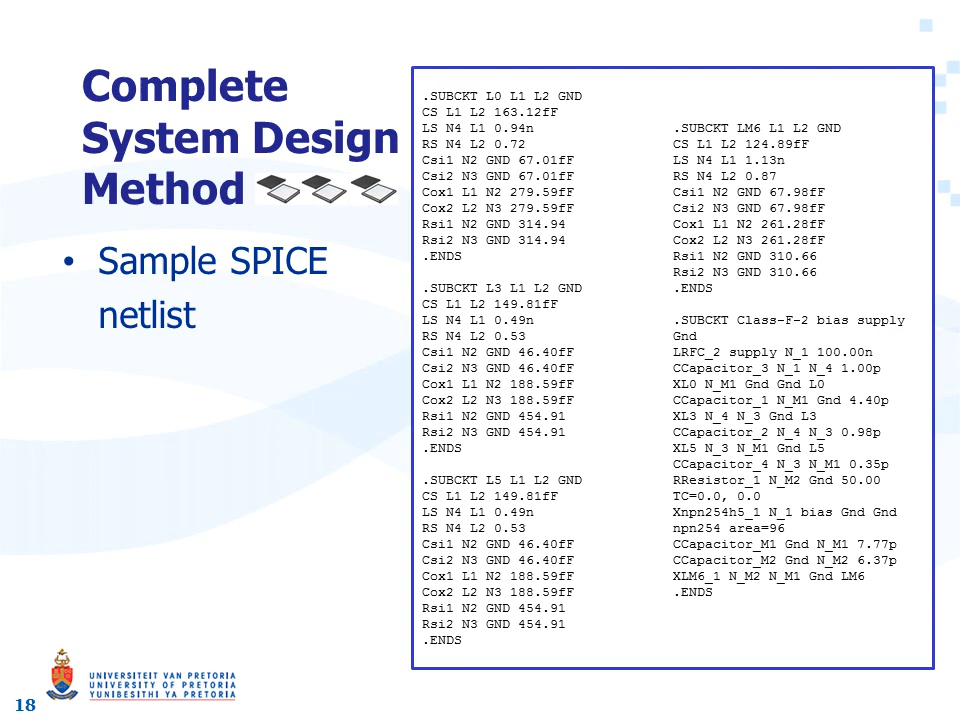 Complete
System Design
Method
• Sample SPICE
netlist
.SUBCKT L0 L1 L2 GND
CS L1 L2 163.12fF
LS N4 L1 0.94n
RS N4 L2 0.72
Csi1 N2 GND 67.01fF
Csi2 N3 GND 67.01fF
Cox1 L1 N2 279.59fF
Cox2 L2 N3 279.59fF
Rsi1 N2 GND 314.94
Rsi2 N3 GND 314.94
.ENDS
.SUBCKT L3 L1 L2 GND
CS L1 L2 149.81fF
LS N4 L1 0.49n
RS N4 L2 0.53
Csi1 N2 GND 46.40fF
Csi2 N3 GND 46.40fF
Cox1 L1 N2 188.59fF
Cox2 L2 N3 188.59fF
Rsi1 N2 GND 454.91
Rsi2 N3 GND 454.91
.ENDS
.SUBCKT L5 L1 L2 GND
CS L1 L2 149.81fF
LS N4 L1 0.49n
RS N4 L2 0.53
Csi1 N2 GND 46.40fF
Csi2 N3 GND 46.40fF
Cox1 L1 N2 188.59fF
Cox2 L2 N3 188.59fF
Rsi1 N2 GND 454.91
Rsi2 N3 GND 454.91
.ENDS
.SUBCKT LM6 L1 L2 GND
CS L1 L2 124.89fF
LS N4 L1 1.13n
RS N4 L2 0.87
Csi1 N2 GND 67.98fF
Csi2 N3 GND 67.98fF
Cox1 L1 N2 261.28fF
Cox2 L2 N3 261.28fF
Rsi1 N2 GND 310.66
Rsi2 N3 GND 310.66
.ENDS
.SUBCKT Class-F-2 bias supply
Gnd
LRFC_2 supply N_1 100.00n
CCapacitor_3 N_1 N_4 1.00p
XL0 N_M1 Gnd Gnd L0
CCapacitor_1 N_M1 Gnd 4.40p
XL3 N_4 N_3 Gnd L3
CCapacitor_2 N_4 N_3 0.98p
XL5 N_3 N_M1 Gnd L5
CCapacitor_4 N_3 N_M1 0.35p
RResistor_1 N_M2 Gnd 50.00
TC=0.0, 0.0
Xnpn254h5_1 N_1 bias Gnd Gnd
npn254 area=96
CCapacitor_M1 Gnd N_M1 7.77p
CCapacitor_M2 Gnd N_M2 6.37p
XLM6_1 N_M2 N_M1 Gnd LM6
.ENDS
UNIVERSITEIT VAN PRETORIA
UNIVERSITY OF PRETORIA
YUNIBESITHI YA PRETORIA
18